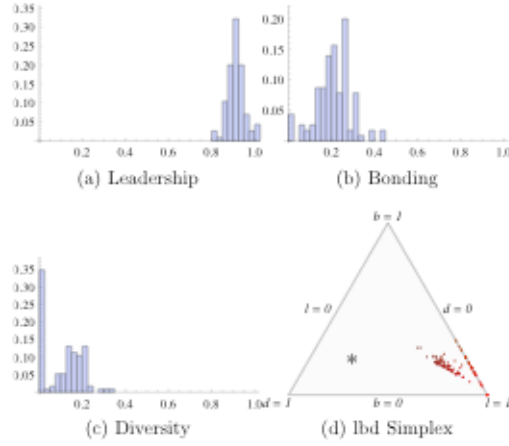 0.35
0.30
0.25
0.20
0.15
0.10
0.05
0.2 0.4 0.6 0.8 1.0
(a) Leadership
0.20
0.15
0.10
0.05
0.2 0.4 0.6 0.8 1.0
(b) Bonding
0.35
0.30
0.25
0.20
0.15
0.10
0.05
0.2 0.4 0.6 0.8 1.0
(c) Diversity
b = 1
l = 0
d = 0
*
d = 1
b = 0
(d) lbd Simplex